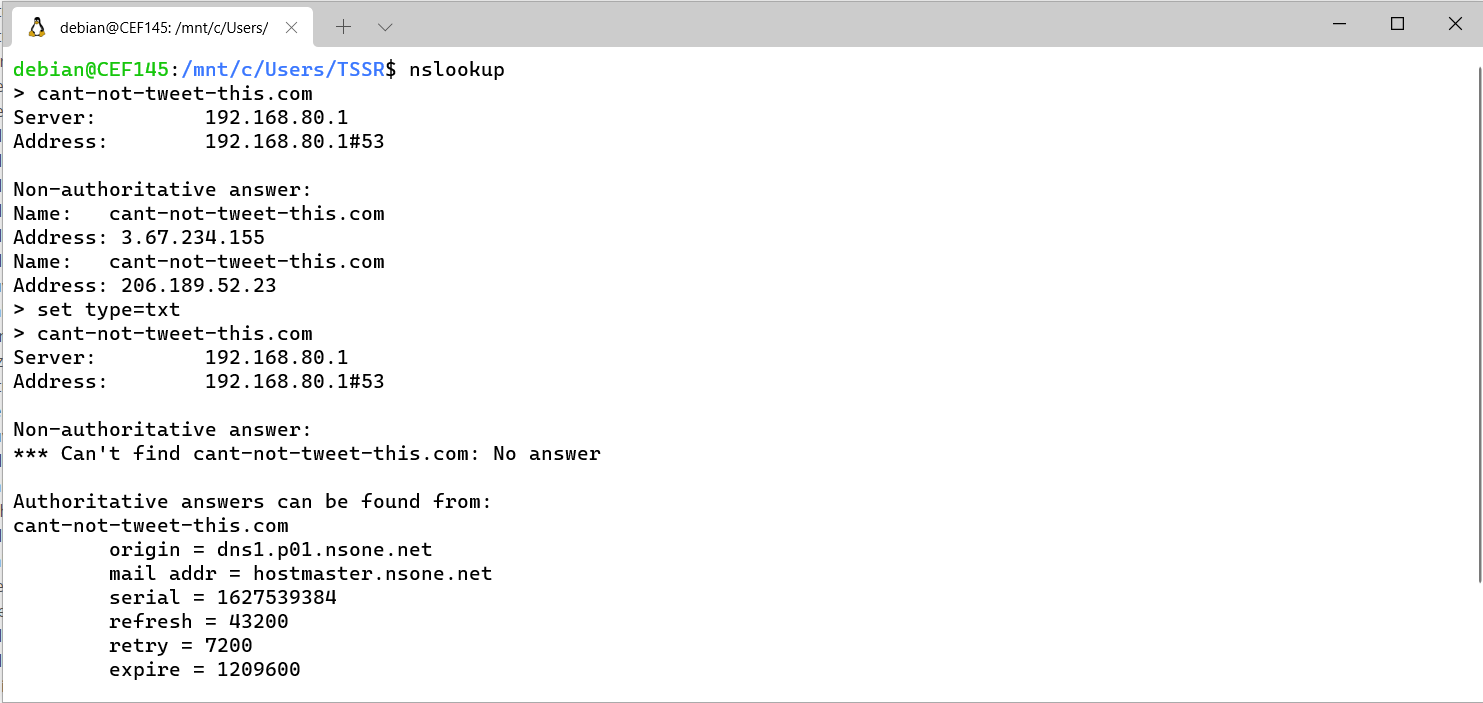 debian@CEF145: /mnt/c/Users/
debian@CEF145:/mnt/c/Users/TSSR$ nslookup
> cant-not-tweet-this.com
Server:         192.168.80.1
Address:        192.168.80.1#53

Non-authoritative answer:
Name:   cant-not-tweet-this.com
Address: 3.67.234.155
Name:   cant-not-tweet-this.com
Address: 206.189.52.23
> set type=txt
> cant-not-tweet-this.com
Server:         192.168.80.1
Address:        192.168.80.1#53

Non-authoritative answer:
*** Can't find cant-not-tweet-this.com: No answer

Authoritative answers can be found from:
cant-not-tweet-this.com
        origin = dns1.p01.nsone.net
        mail addr = hostmaster.nsone.net
        serial = 1627539384
        refresh = 43200
        retry = 7200
        expire = 1209600